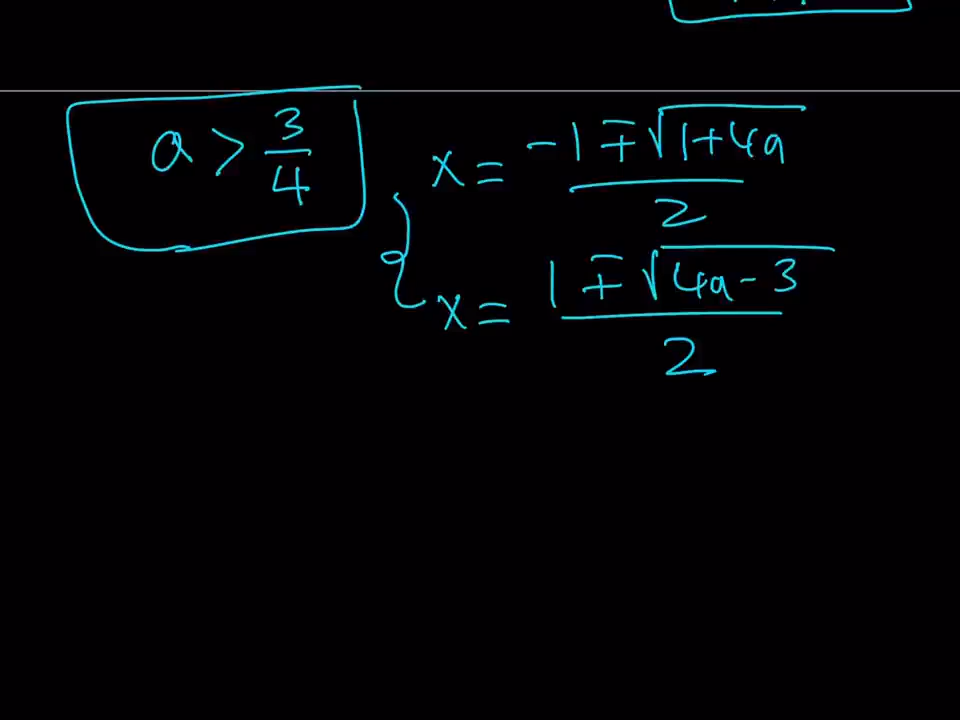 a > 3/4
x = (-1 ∓ √(1+4a))/2
x = (1 ∓ √(4a-3))/2